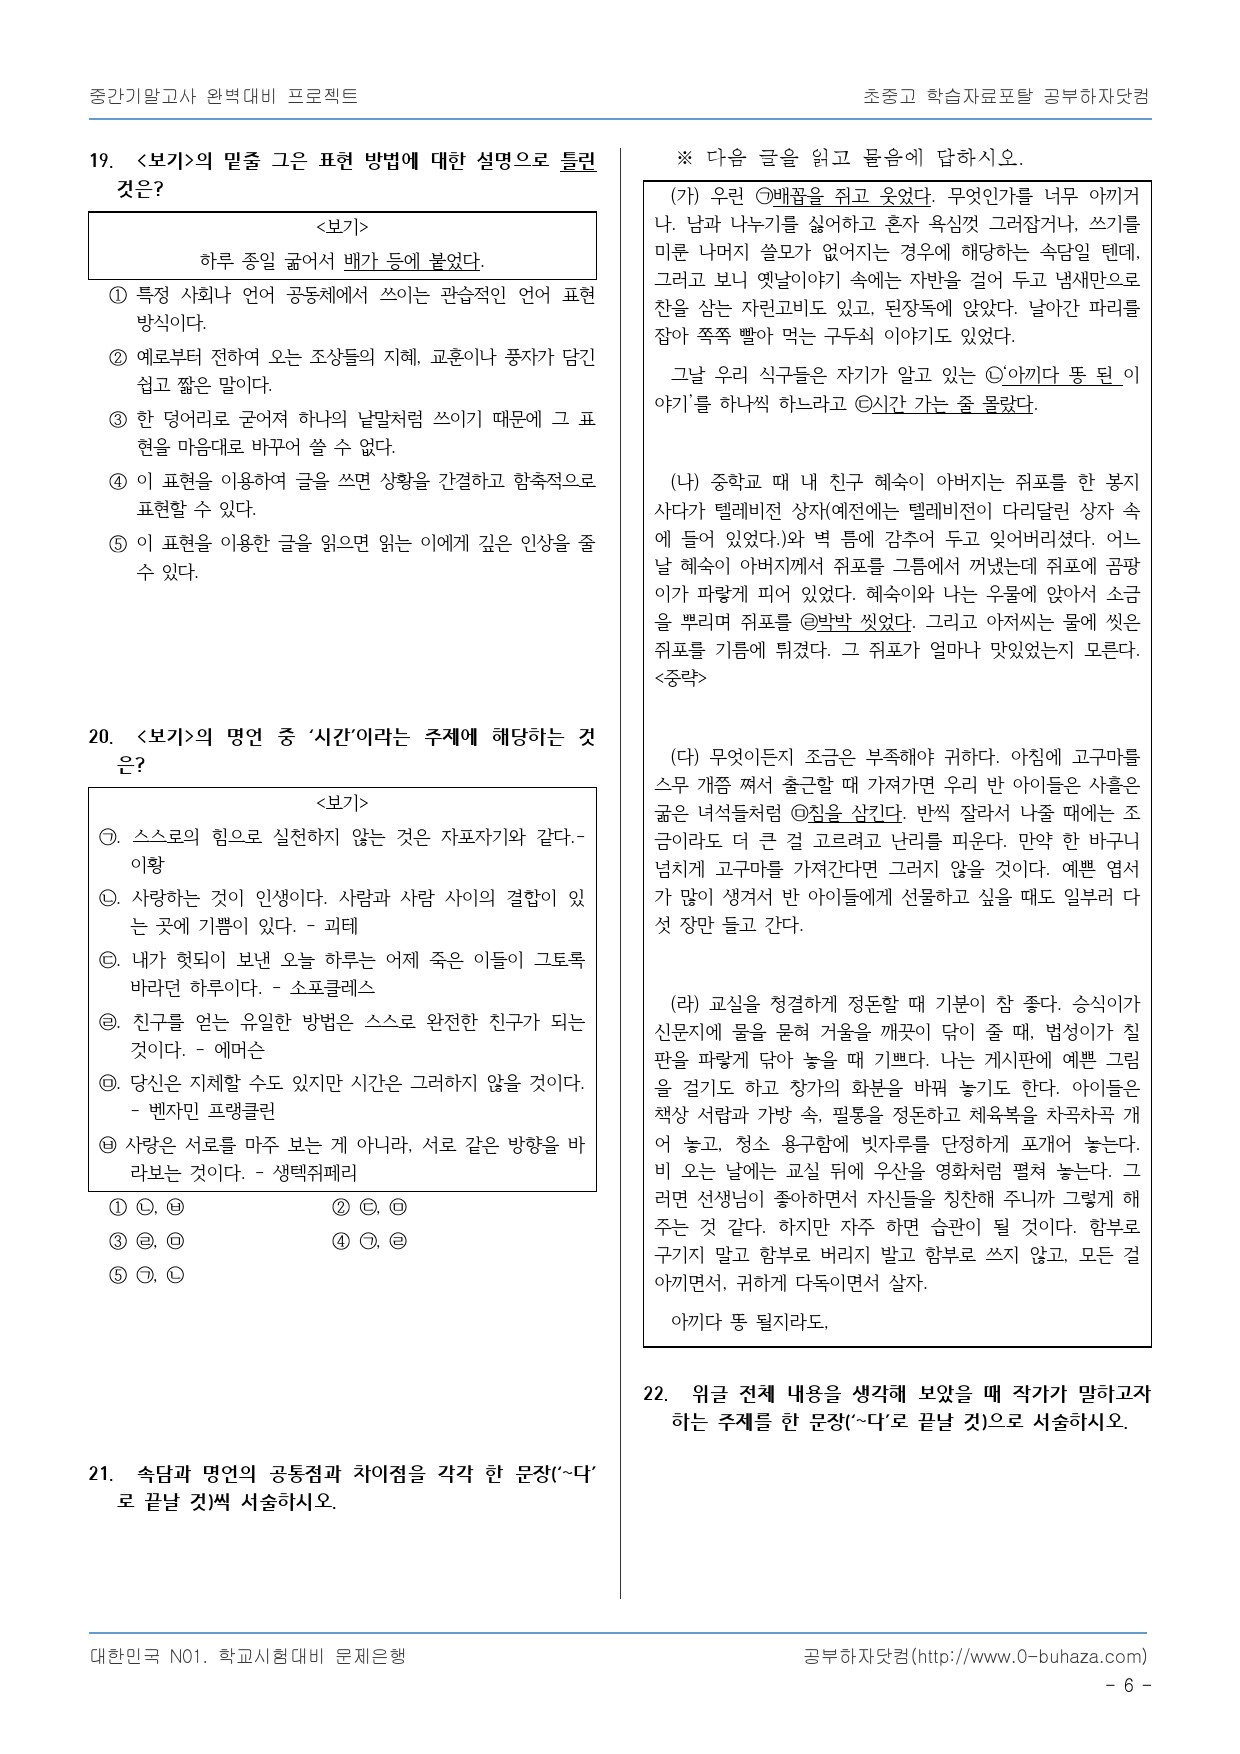 중간기말고사 완벽대비 프로젝트
초중고 학습자료포탈 공부하자닷컴
19. <보기>의 밑줄 그은 표현 방법에 대한 설명으로 틀린
것은?
<보기>
하루 종일 굶어서 배가 등에 붙었다.
① 특정 사회나 언어 공동체에서 쓰이는 관습적인 언어 표현
방식이다.
② 예로부터 전하여 오는 조상들의 지혜, 교훈이나 풍자가 담긴
쉽고 짧은 말이다.
③ 한 덩어리로 굳어져 하나의 낱말처럼 쓰이기 때문에 그 표
현을 마음대로 바꾸어 쓸 수 없다.
④ 이 표현을 이용하여 글을 쓰면 상황을 간결하고 함축적으로
표현할 수 있다.
⑤ 이 표현을 이용한 글을 읽으면 읽는 이에게 깊은 인상을 줄
수 있다.
20. <보기>의 명언 중 ‘시간’이라는 주제에 해당하는 것
은?
<보기>
㉠. 스스로의 힘으로 실천하지 않는 것은 자포자기와 같다.-
이황
㉡. 사랑하는 것이 인생이다. 사람과 사람 사이의 결합이 있
는 곳에 기쁨이 있다. - 괴테
㉢. 내가 헛되이 보낸 오늘 하루는 어제 죽은 이들이 그토록
바라던 하루이다. - 소포클레스
㉣. 친구를 얻는 유일한 방법은 스스로 완전한 친구가 되는
것이다. - 에머슨
㉤. 당신은 지체할 수도 있지만 시간은 그러하지 않을 것이다.
- 벤자민 프랭클린
㉥ 사랑은 서로를 마주 보는 게 아니라, 서로 같은 방향을 바
라보는 것이다. - 생텍쥐페리
① ㉡, ㉥ ② ㉢, ㉤
③ ㉣, ㉤ ④ ㉠, ㉣
⑤ ㉠, ㉡
21. 속담과 명언의 공통점과 차이점을 각각 한 문장(‘~다’
로 끝날 것)씩 서술하시오.
※ 다음 글을 읽고 물음에 답하시오.
(가) 우린 ㉠배꼽을 쥐고 웃었다. 무엇인가를 너무 아끼거
나. 남과 나누기를 싫어하고 혼자 욕심껏 그러잡거나, 쓰기를
미룬 나머지 쓸모가 없어지는 경우에 해당하는 속담일 텐데,
그러고 보니 옛날이야기 속에는 자반을 걸어 두고 냄새만으로
찬을 삼는 자린고비도 있고, 된장독에 앉았다. 날아간 파리를
잡아 쪽쪽 빨아 먹는 구두쇠 이야기도 있었다.
그날 우리 식구들은 자기가 알고 있는 ㉡‘아끼다 똥 된 이
야기’를 하나씩 하느라고 ㉢시간 가는 줄 몰랐다.
(나) 중학교 때 내 친구 혜숙이 아버지는 쥐포를 한 봉지
사다가 텔레비전 상자(예전에는 텔레비전이 다리달린 상자 속
에 들어 있었다.)와 벽 틈에 감추어 두고 잊어버리셨다. 어느
날 혜숙이 아버지께서 쥐포를 그틈에서 꺼냈는데 쥐포에 곰팡
이가 파랗게 피어 있었다. 혜숙이와 나는 우물에 앉아서 소금
을 뿌리며 쥐포를 ㉣박박 씻었다. 그리고 아저씨는 물에 씻은
쥐포를 기름에 튀겼다. 그 쥐포가 얼마나 맛있었는지 모른다.
<중략>
(다) 무엇이든지 조금은 부족해야 귀하다. 아침에 고구마를
스무 개쯤 쪄서 출근할 때 가져가면 우리 반 아이들은 사흘은
굶은 녀석들처럼 ㉤침을 삼킨다. 반씩 잘라서 나줄 때에는 조
금이라도 더 큰 걸 고르려고 난리를 피운다. 만약 한 바구니
넘치게 고구마를 가져간다면 그러지 않을 것이다. 예쁜 엽서
가 많이 생겨서 반 아이들에게 선물하고 싶을 때도 일부러 다
섯 장만 들고 간다.
(라) 교실을 청결하게 정돈할 때 기분이 참 좋다. 승식이가
신문지에 물을 묻혀 거울을 깨끗이 닦이 줄 때, 법성이가 칠
판을 파랗게 닦아 놓을 때 기쁘다. 나는 게시판에 예쁜 그림
을 걸기도 하고 창가의 화분을 바꿔 놓기도 한다. 아이들은
책상 서랍과 가방 속, 필통을 정돈하고 체육복을 차곡차곡 개
어 놓고, 청소 용구함에 빗자루를 단정하게 포개어 놓는다.
비 오는 날에는 교실 뒤에 우산을 영화처럼 펼쳐 놓는다. 그
러면 선생님이 좋아하면서 자신들을 칭찬해 주니까 그렇게 해
주는 것 같다. 하지만 자주 하면 습관이 될 것이다. 함부로
구기지 말고 함부로 버리지 발고 함부로 쓰지 않고, 모든 걸
아끼면서, 귀하게 다독이면서 살자.
아끼다 똥 될지라도,
22. 위글 전체 내용을 생각해 보았을 때 작가가 말하고자
하는 주제를 한 문장(‘~다’로 끝날 것)으로 서술하시오.
대한민국 N01. 학교시험대비 문제은행
공부하자닷컴(http://www.0-buhaza.com)
- 6 -